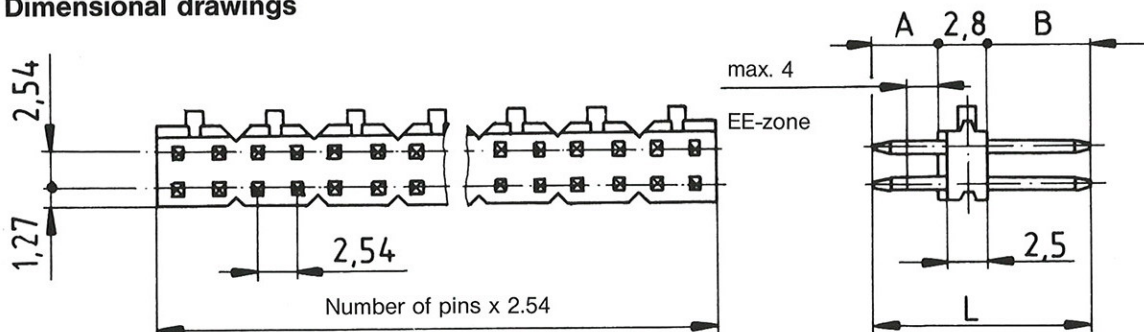 Dimensional drawings
2,54
1,27
2,54
Number of pins x 2.54
A 2,8 B
max. 4
EE-zone
2,5
L